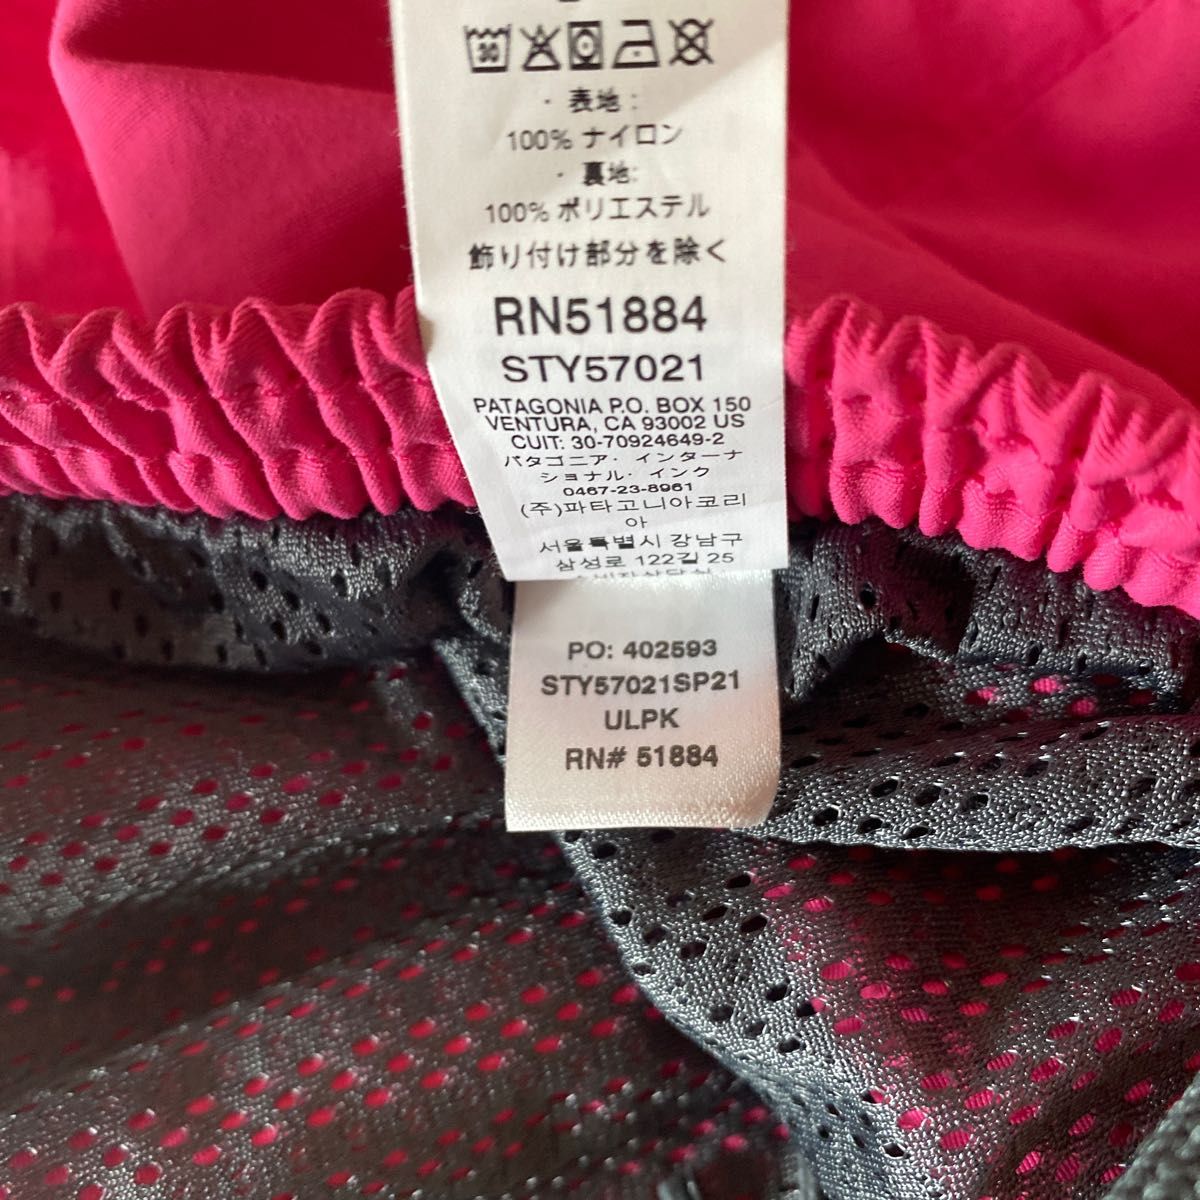 30
・ 表地 :
100% ナイロン
・ 裏地:
100% ポリエステル
飾り付け部分を除く
RN51884
STY57021
PATAGONIA P.O. BOX 150
VENTURA, CA 93002 US
CUIT: 30-70924649-2
パタゴニア・ インターナ
ショナル・ インク
0467-23-8961
(주)파타고니아코리
아
서울특별시 강남구
삼성로 122길 25
PO: 402593
STY57021SP21
ULPK
RN# 51884